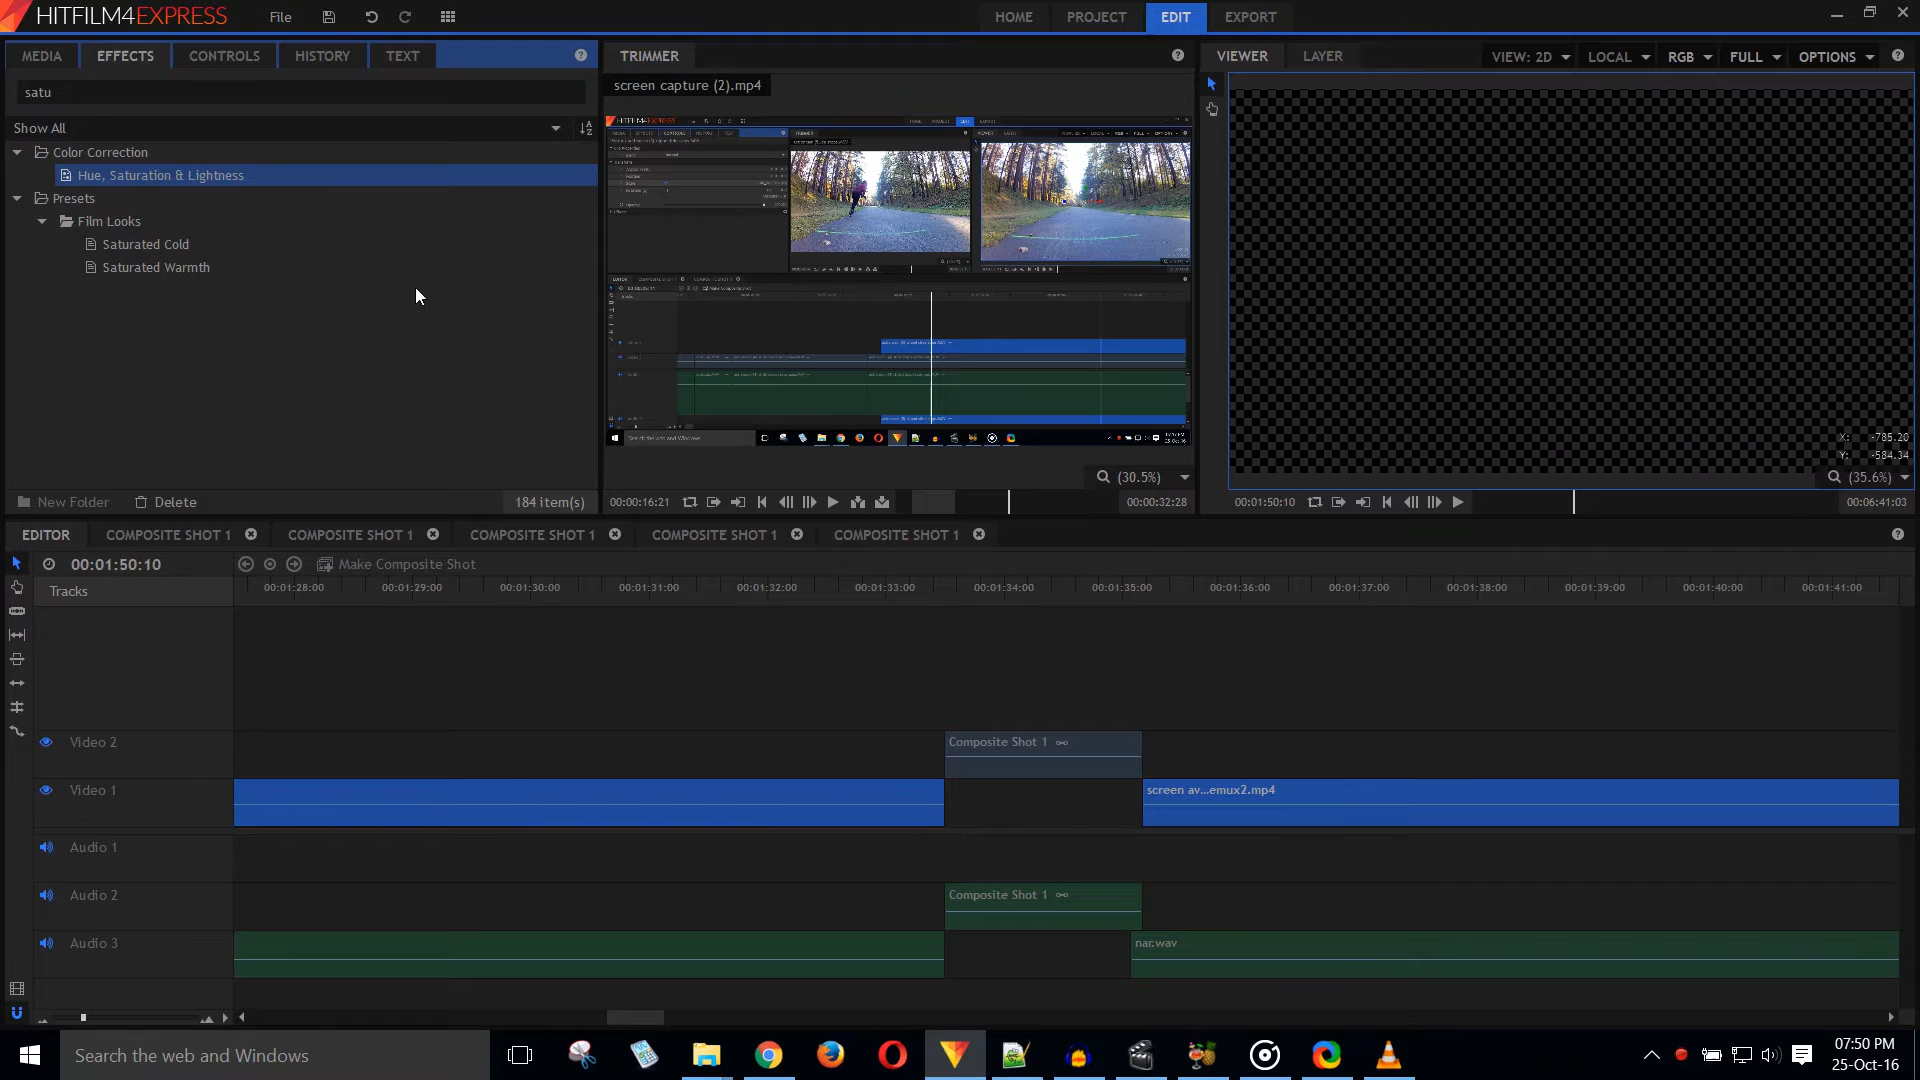 HITFILM4EXPRESS
File
HOME
PROJECT
EDIT
EXPORT
MEDIA
EFFECTS
CONTROLS
HISTORY
TEXT
TRIMMER
VIEWER
LAYER
VIEW: 2D
LOCAL
RGB
FULL
OPTIONS
satu
screen capture (2).mp4
Show All
Color Correction
Hue, Saturation & Lightness
Presets
Film Looks
Saturated Cold
Saturated Warmth
X: -785.20
Y: -584.34
(30.5%)
(35.6%)
New Folder
Delete
184 item(s)
00:00:16:21
00:00:32:28
00:01:50:10
00:06:41:03
EDITOR
COMPOSITE SHOT 1
COMPOSITE SHOT 1
COMPOSITE SHOT 1
COMPOSITE SHOT 1
COMPOSITE SHOT 1
00:01:50:10
Make Composite Shot
Tracks
00:01:28:00
00:01:29:00
00:01:30:00
00:01:31:00
00:01:32:00
00:01:33:00
00:01:34:00
00:01:35:00
00:01:36:00
00:01:37:00
00:01:38:00
00:01:39:00
00:01:40:00
00:01:41:00
Video 2
Composite Shot 1
Video 1
screen av...emux2.mp4
Audio 1
Audio 2
Composite Shot 1
Audio 3
nar.wav
Search the web and Windows
07:50 PM
25-Oct-16